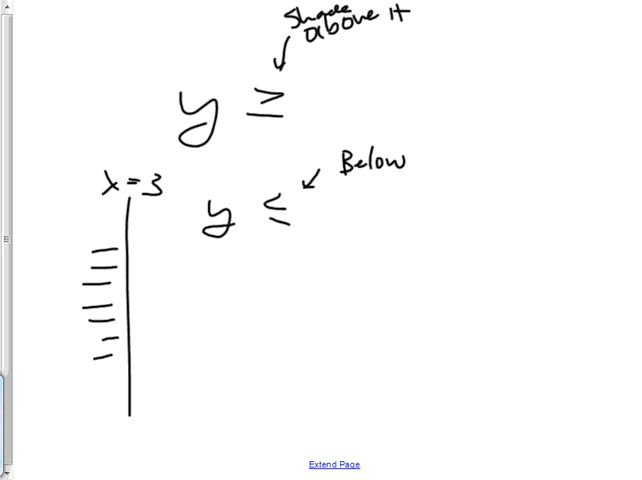 Shade
above it
y ≥
Below
x = 3
y ≤
Extend Page